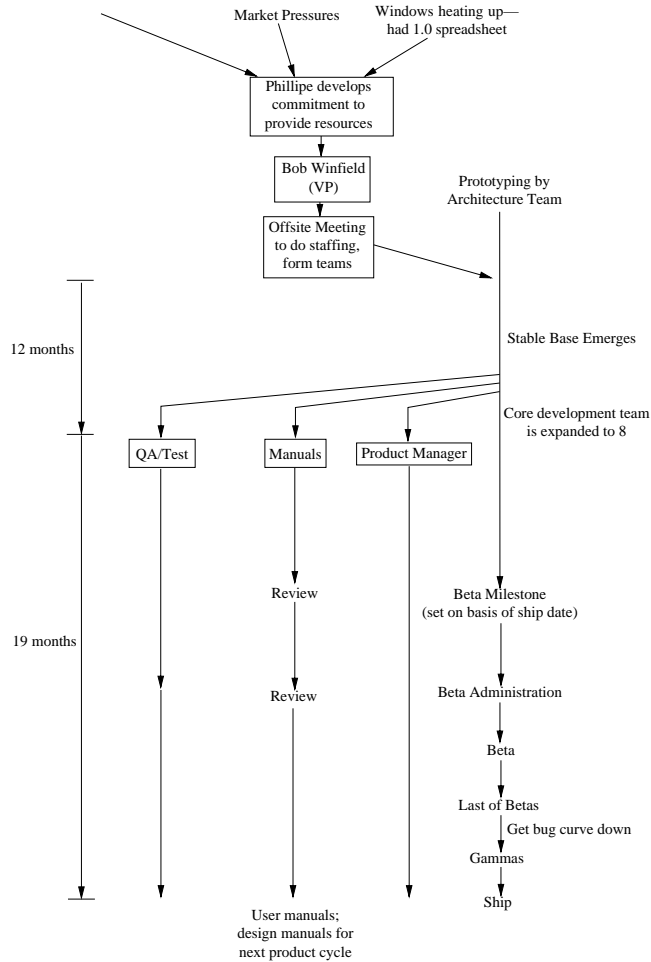 Market Pressures
Windows heating up—
had 1.0 spreadsheet
Phillipe develops
commitment to
provide resources
Bob Winfield
(VP)
Prototyping by
Architecture Team
Offsite Meeting
to do staffing,
form teams
12 months
Stable Base Emerges
Core development team
is expanded to 8
QA/Test
Manuals
Product Manager
Review
Beta Milestone
(set on basis of ship date)
19 months
Review
Beta Administration
Beta
Last of Betas
Get bug curve down
Gammas
Ship
User manuals;
design manuals for
next product cycle